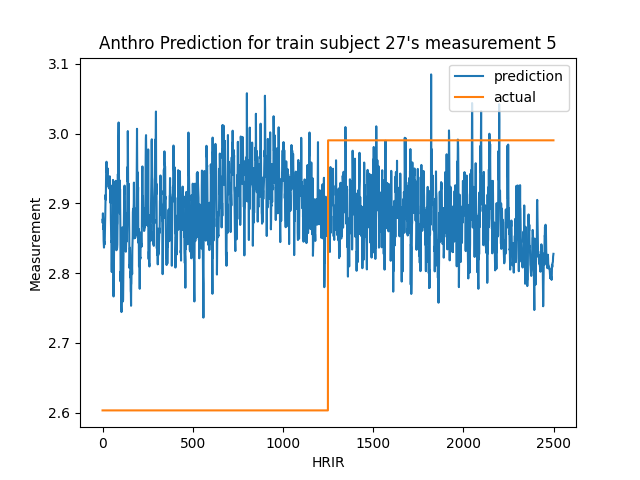 Anthro Prediction for train subject 27's measurement 5
prediction
actual
3.1
3.0
2.9
2.8
2.7
2.6
Measurement
0
500
1000
1500
2000
2500
HRIR